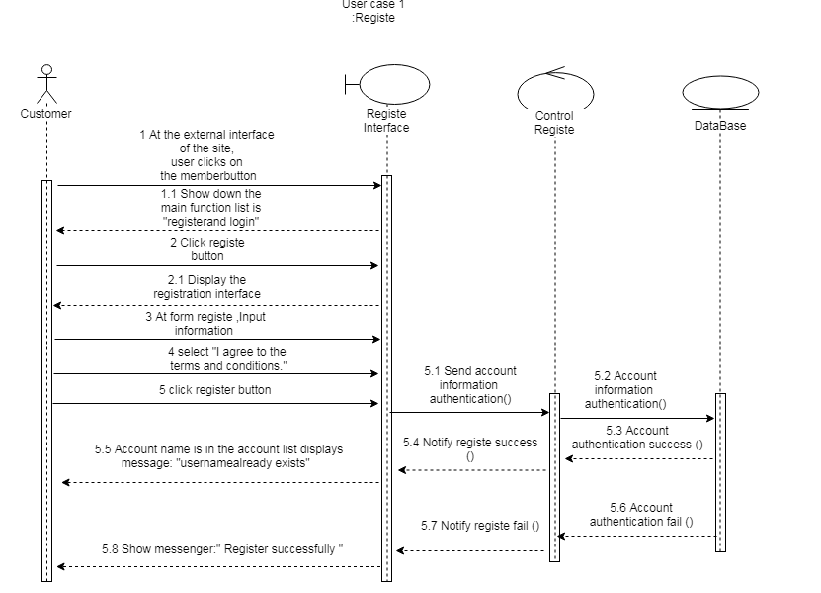 User case 1
:Registe
Customer
Registe
Interface
Control
Registe
DataBase
1 At the external interface
of the site,
user clicks on
the memberbutton
1.1 Show down the
main function list is
"registerand login"
2 Click registe
button
2.1 Display the
registration interface
3 At form registe ,Input
information
4 select "I agree to the
terms and conditions."
5 click register button
5.1 Send account
information
authentication()
5.2 Account
information
authentication()
5.3 Account
authentication success ()
5.4 Notify registe success
()
5.5 Account name is in the account list displays
message: "usernamealready exists"
5.6 Account
authentication fail ()
5.7 Notify registe fail ()
5.8 Show messenger:" Register successfully "